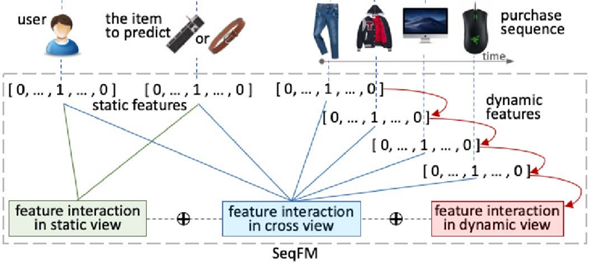 user
the item
to predict
or
purchase
sequence
time
[ 0, ... , 1 , ... , 0 ]
[ 0, ... , 1 , ... , 0 ]
[ 0, ... , 1 , ... , 0 ]
static features
dynamic
features
[ 0, ... , 1 , ... , 0 ]
[ 0, ... , 1 , ... , 0 ]
[ 0, ... , 1 , ... , 0 ]
feature interaction
in static view
feature interaction
in cross view
feature interaction
in dynamic view
SeqFM